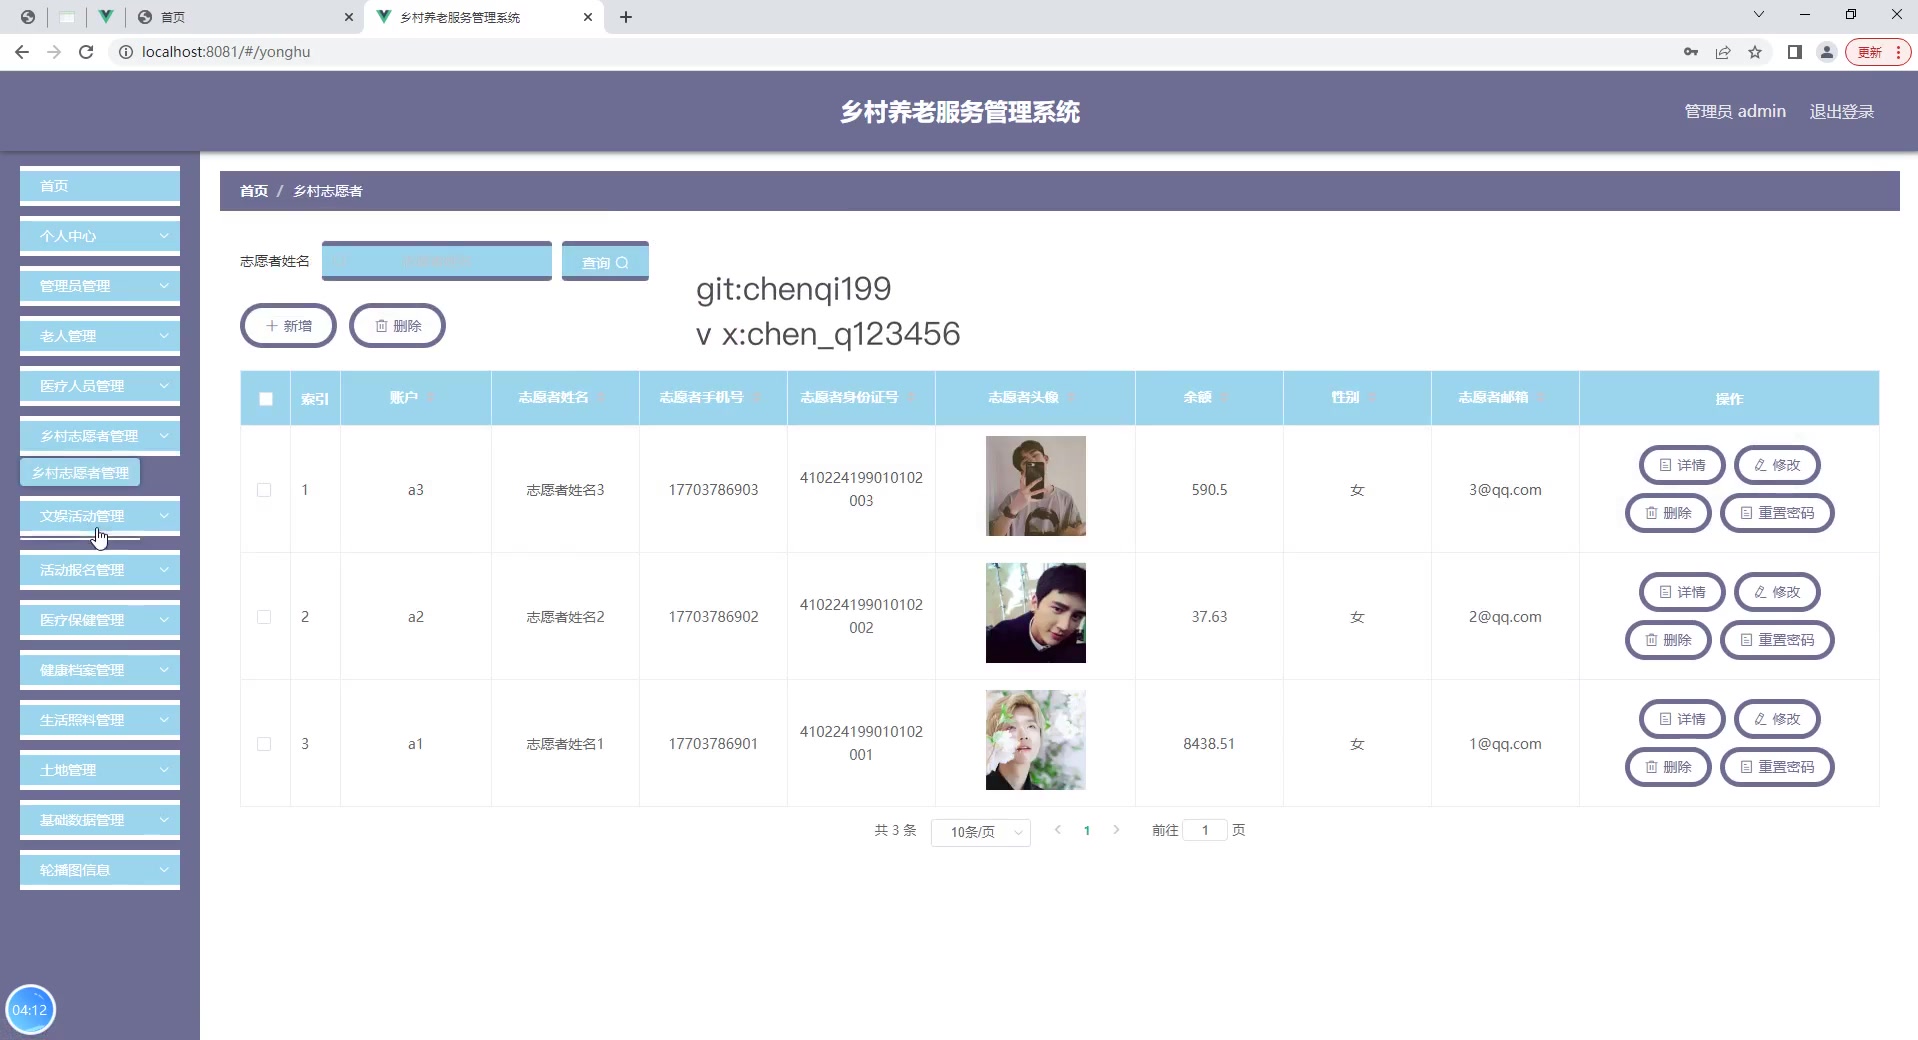 首页
乡村养老服务管理系统
localhost:8081/#/yonghu
更新
乡村养老服务管理系统
管理员 admin
退出登录
首页
个人中心
管理员管理
老人管理
医疗人员管理
乡村志愿者管理
乡村志愿者管理
文娱活动管理
活动报名管理
医疗保健管理
健康档案管理
生活照料管理
土地管理
基础数据管理
轮播图信息
04:12
首页 / 乡村志愿者
志愿者姓名
查询
git:chenqi199
v x:chen_q123456
新增
删除
索引 账户 志愿者姓名 志愿者手机号 志愿者身份证号 志愿者头像 余额 性别 志愿者邮箱 操作
1 a3 志愿者姓名3 17703786903 410224199010102003 590.5 女 3@qq.com
详情 修改
删除 重置密码
2 a2 志愿者姓名2 17703786902 410224199010102002 37.63 女 2@qq.com
详情 修改
删除 重置密码
3 a1 志愿者姓名1 17703786901 410224199010102001 8438.51 女 1@qq.com
详情 修改
删除 重置密码
共 3 条 10条/页 1 前往 1 页